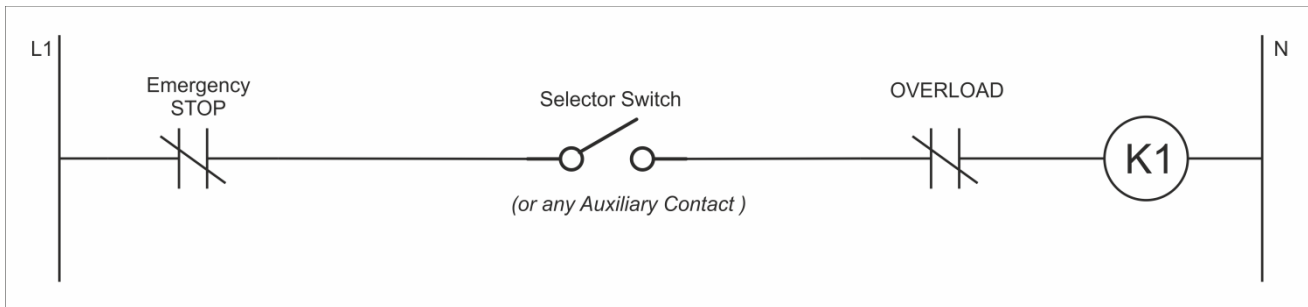 L1
N
Emergency
STOP
Selector Switch
OVERLOAD
K1
(or any Auxiliary Contact )